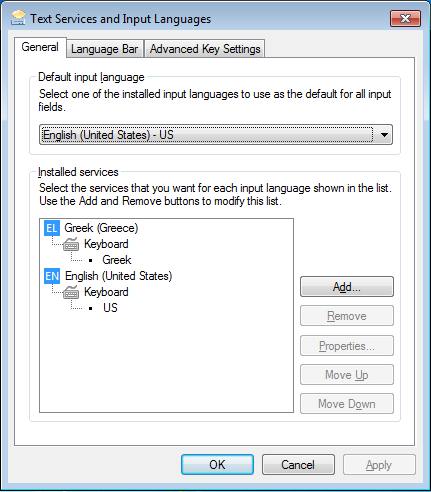 Text Services and Input Languages
General
Language Bar
Advanced Key Settings
Default input language
Select one of the installed input languages to use as the default for all input
fields.
English (United States) - US
Installed services
Select the services that you want for each input language shown in the list.
Use the Add and Remove buttons to modify this list.
EL Greek (Greece)
Keyboard
• Greek
EN English (United States)
Keyboard
• US
Add...
Remove
Properties...
Move Up
Move Down
OK
Cancel
Apply